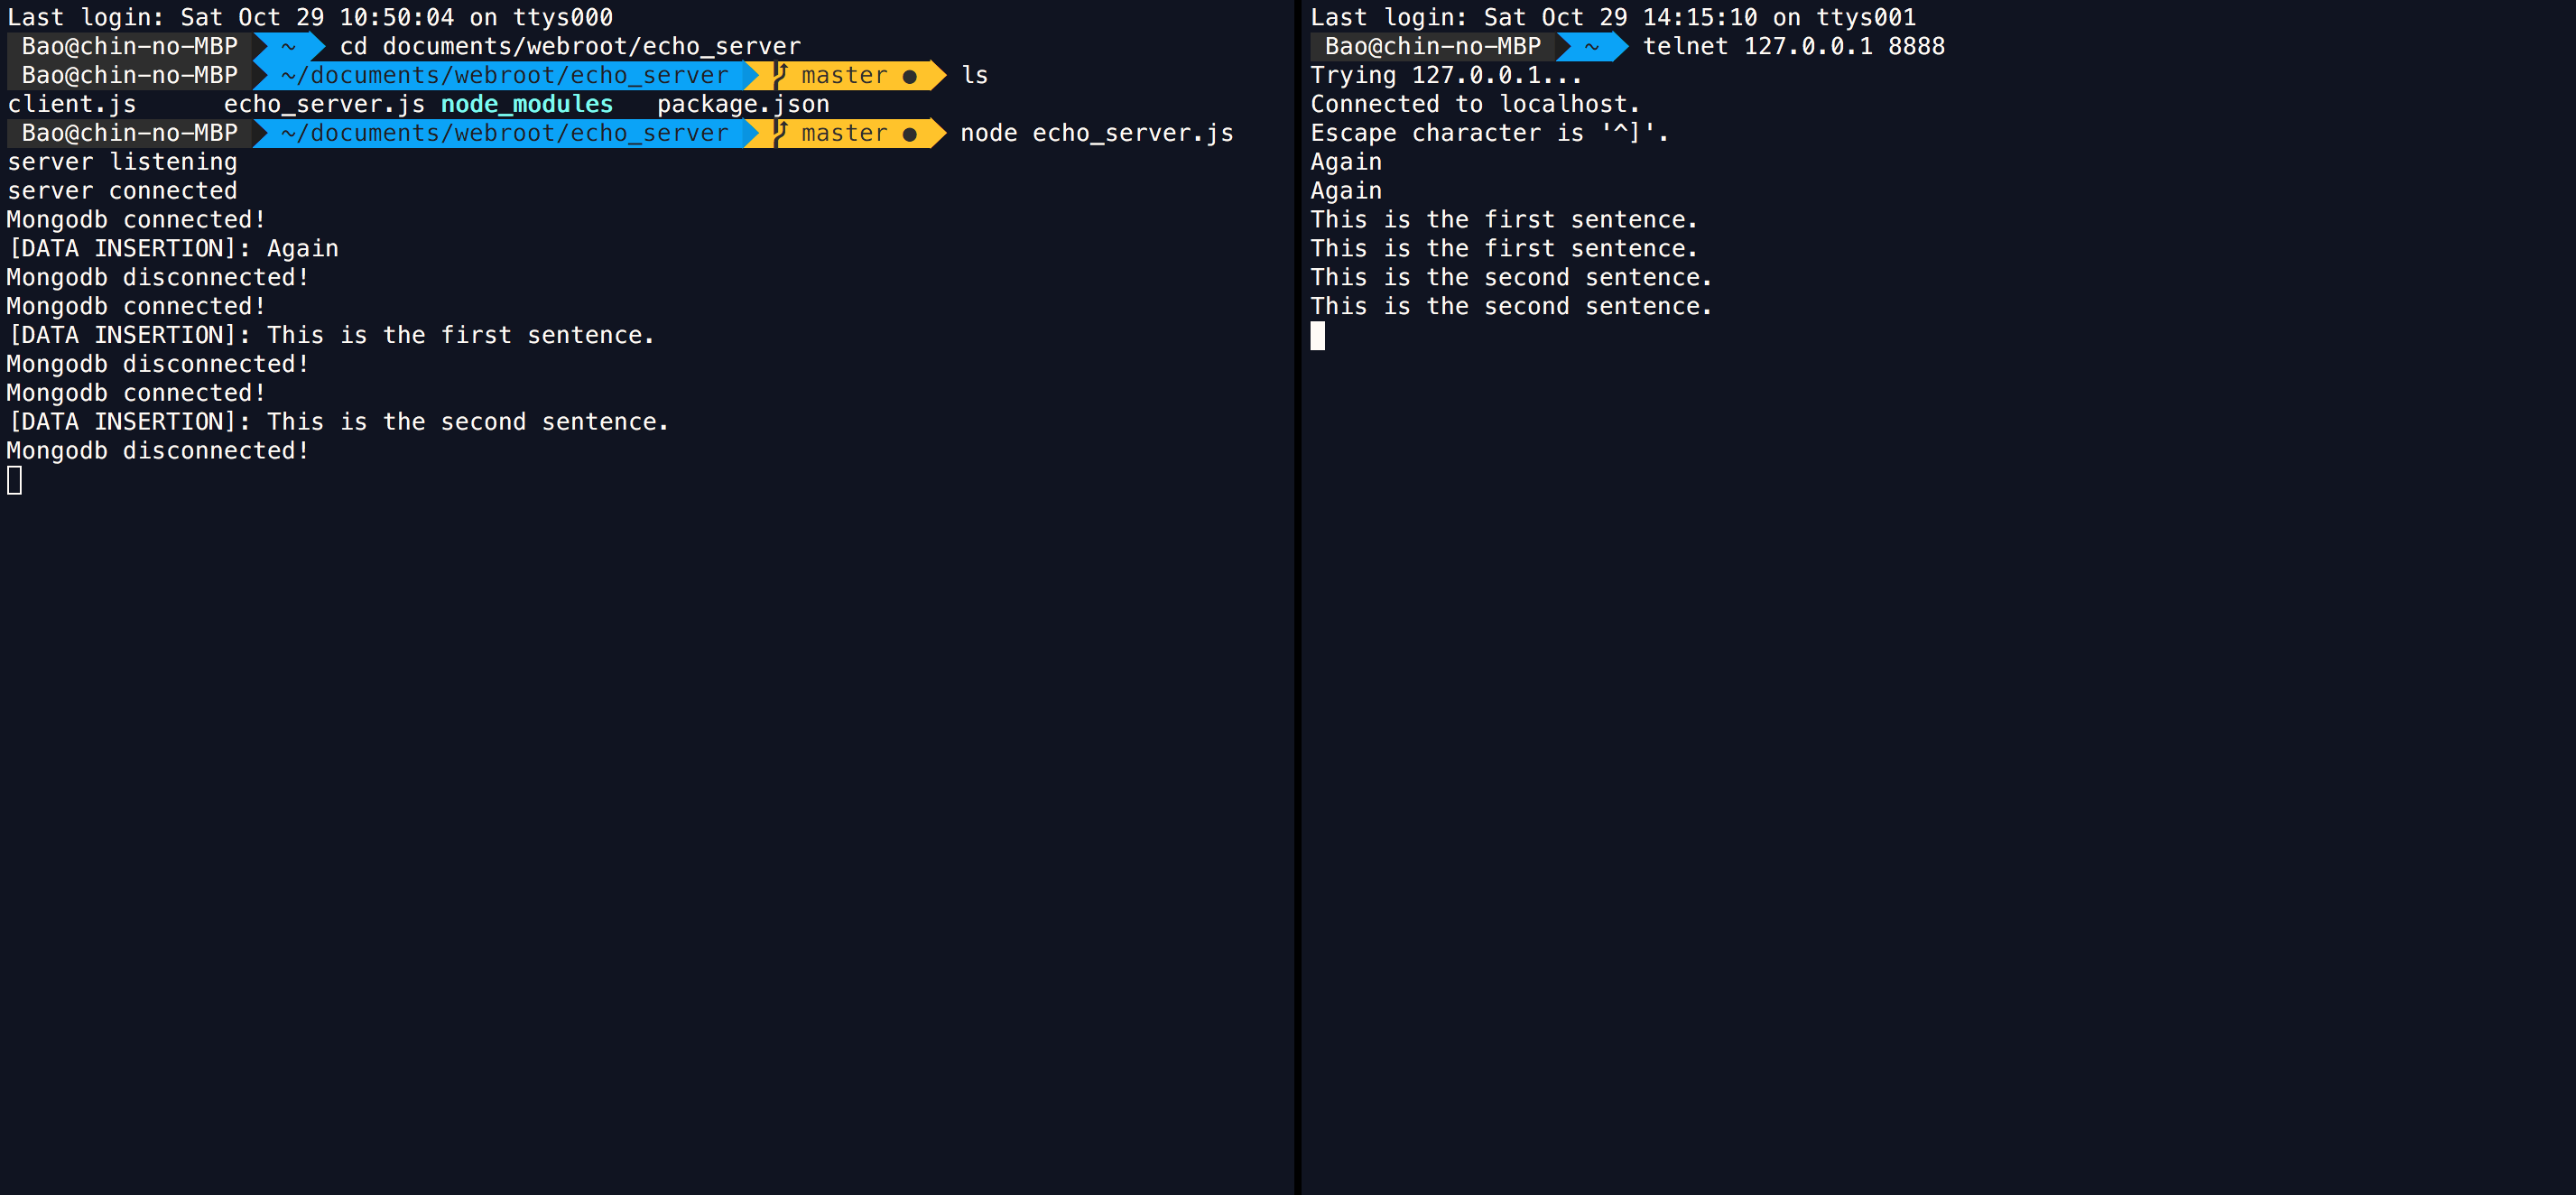 Last login: Sat Oct 29 10:50:04 on ttys000
Bao@chin-no-MBP ~ cd documents/webroot/echo_server
Bao@chin-no-MBP ~/documents/webroot/echo_server master ● ls
client.js echo_server.js node_modules package.json
Bao@chin-no-MBP ~/documents/webroot/echo_server master ● node echo_server.js
server listening
server connected
Mongodb connected!
[DATA INSERTION]: Again
Mongodb disconnected!
Mongodb connected!
[DATA INSERTION]: This is the first sentence.
Mongodb disconnected!
Mongodb connected!
[DATA INSERTION]: This is the second sentence.
Mongodb disconnected!
Last login: Sat Oct 29 14:15:10 on ttys001
Bao@chin-no-MBP ~ telnet 127.0.0.1 8888
Trying 127.0.0.1...
Connected to localhost.
Escape character is '^]'.
Again
Again
This is the first sentence.
This is the first sentence.
This is the second sentence.
This is the second sentence.